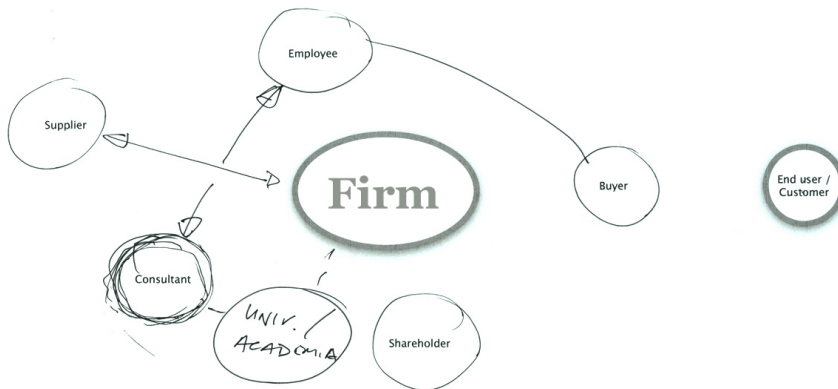 Employee
Supplier
Firm
Buyer
End user /
Customer
Consultant
UNIV. /
ACADEMIA
Shareholder